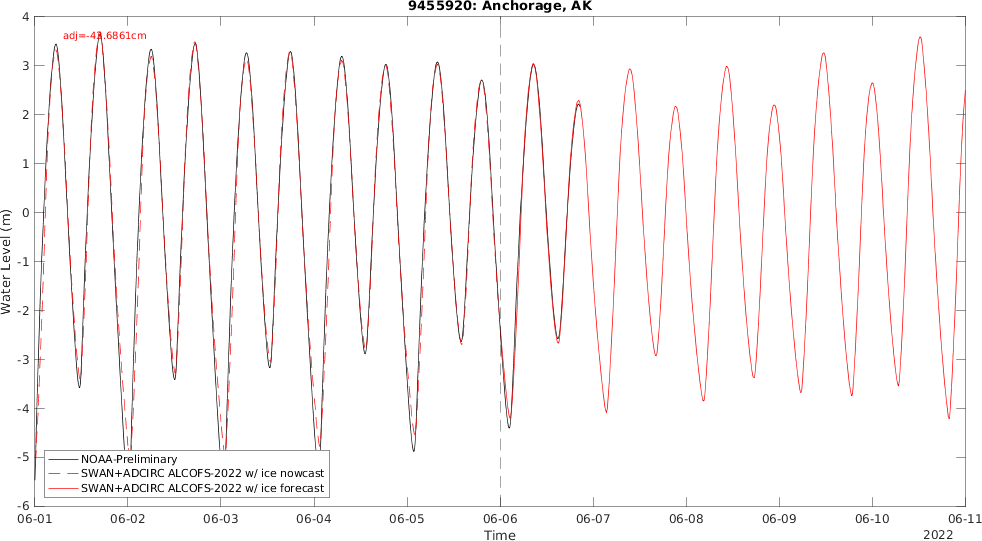 9455920: Anchorage, AK
adj=-43.6861cm
4
3
2
1
0
-1
-2
-3
-4
-5
-6
Water Level (m)
NOAA-Preliminary
SWAN+ADCIRC ALCOFS-2022 w/ ice nowcast
SWAN+ADCIRC ALCOFS-2022 w/ ice forecast
06-01 06-02 06-03 06-04 06-05 06-06 06-07 06-08 06-09 06-10 06-11
Time
2022